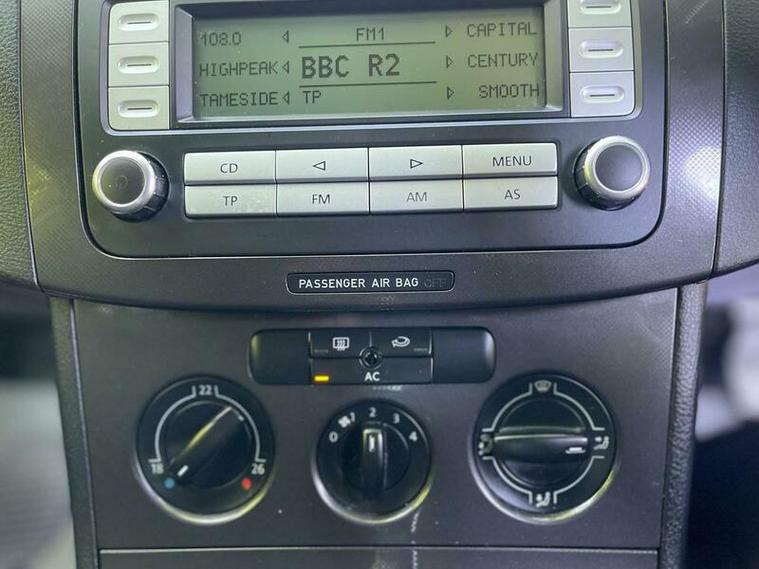 108.0 FM1 CAPITAL
HIGHPEAK BBC R2 CENTURY
TAMESIDE TP SMOOTH
CD MENU
TP FM AM AS
PASSENGER AIR BAG OFF
AC
22
18 26
0 1 2 3 4